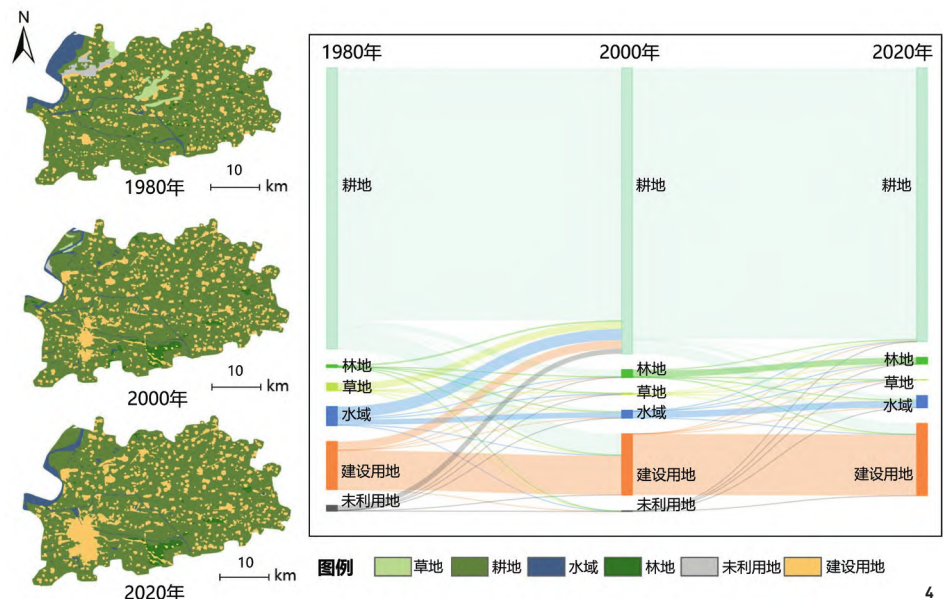 N
10
km
1980年
10
km
2000年
10
km
2020年
1980年
2000年
2020年
耕地
林地
草地
水域
建设用地
未利用地
耕地
林地
草地
水域
建设用地
未利用地
耕地
林地
草地
水域
建设用地
图例 草地 耕地 水域 林地 未利用地 建设用地
4